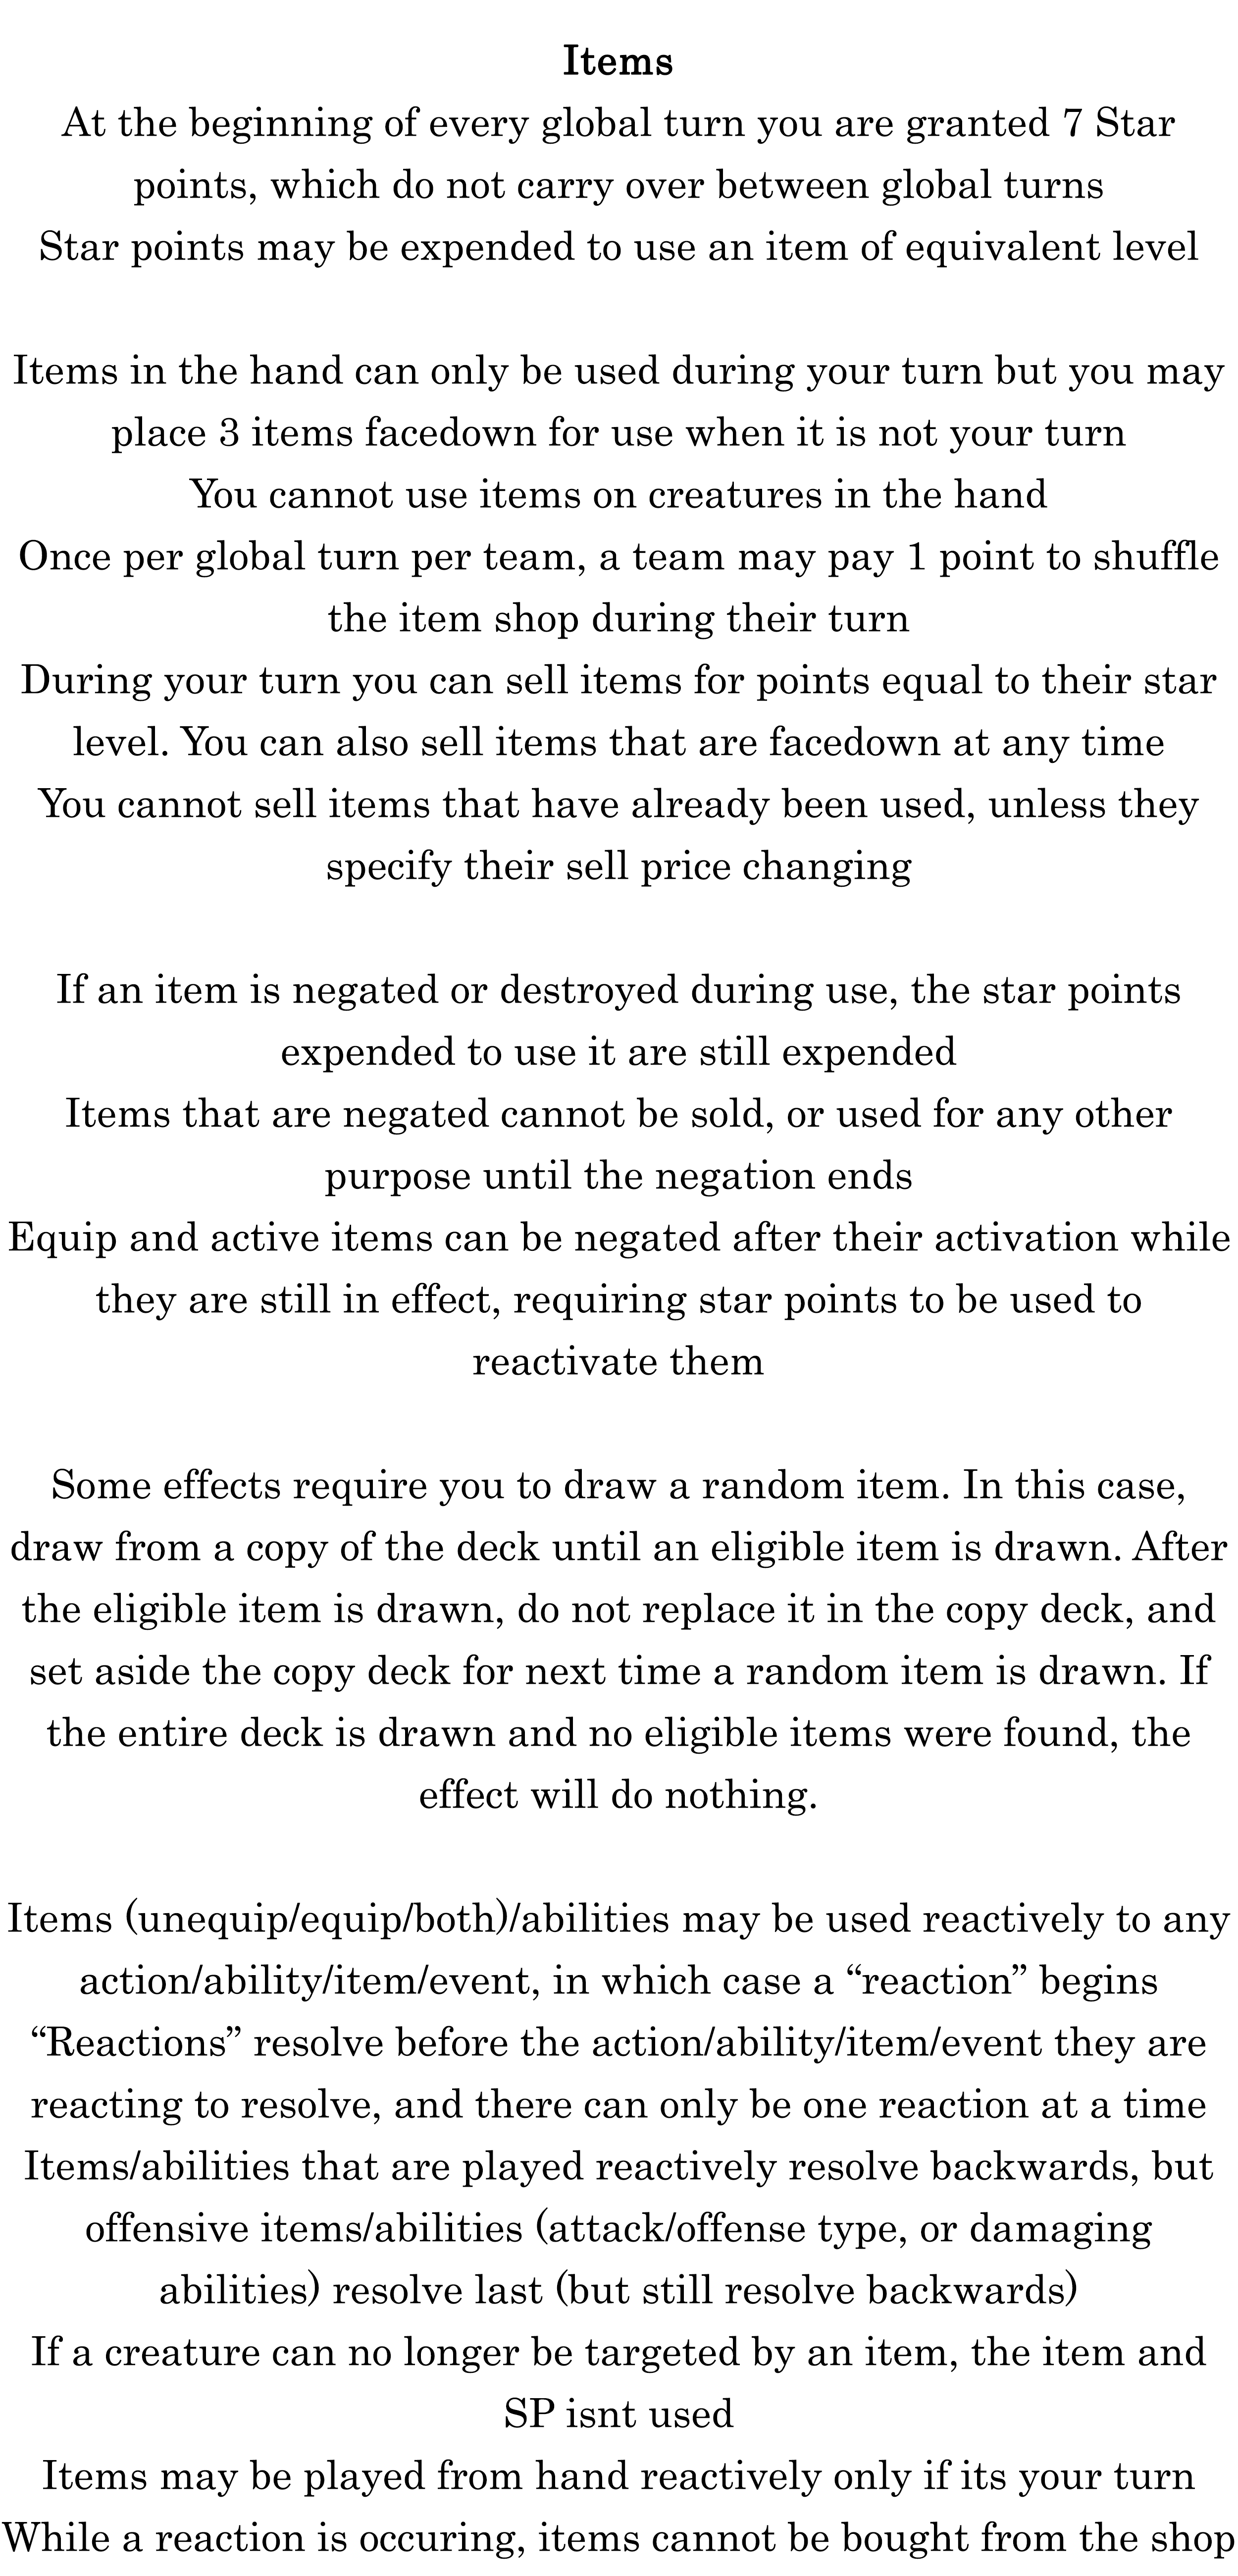 Items
At the beginning of every global turn you are granted 7 Star
points, which do not carry over between global turns
Star points may be expended to use an item of equivalent level
Items in the hand can only be used during your turn but you may
place 3 items facedown for use when it is not your turn
You cannot use items on creatures in the hand
Once per global turn per team, a team may pay 1 point to shuffle
the item shop during their turn
During your turn you can sell items for points equal to their star
level. You can also sell items that are facedown at any time
You cannot sell items that have already been used, unless they
specify their sell price changing
If an item is negated or destroyed during use, the star points
expended to use it are still expended
Items that are negated cannot be sold, or used for any other
purpose until the negation ends
Equip and active items can be negated after their activation while
they are still in effect, requiring star points to be used to
reactivate them
Some effects require you to draw a random item. In this case,
draw from a copy of the deck until an eligible item is drawn. After
the eligible item is drawn, do not replace it in the copy deck, and
set aside the copy deck for next time a random item is drawn. If
the entire deck is drawn and no eligible items were found, the
effect will do nothing.
Items (unequip/equip/both)/abilities may be used reactively to any
action/ability/item/event, in which case a “reaction” begins
“Reactions” resolve before the action/ability/item/event they are
reacting to resolve, and there can only be one reaction at a time
Items/abilities that are played reactively resolve backwards, but
offensive items/abilities (attack/offense type, or damaging
abilities) resolve last (but still resolve backwards)
If a creature can no longer be targeted by an item, the item and
SP isnt used
Items may be played from hand reactively only if its your turn
While a reaction is occuring, items cannot be bought from the shop